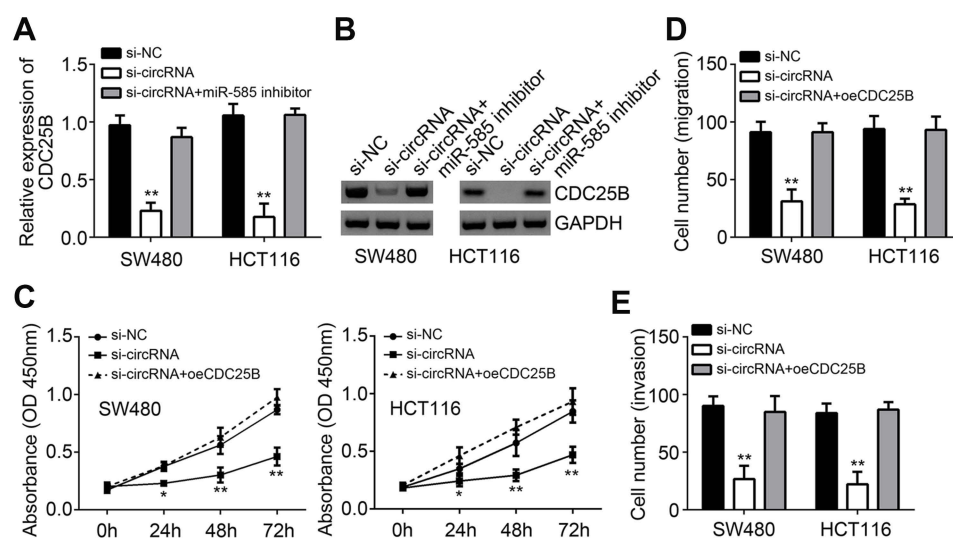 A
si-NC
si-circRNA
si-circRNA+miR-585 inhibitor
Relative expression of
CDC25B
1.5
1.0
0.5
0.0
**
**
SW480
HCT116
B
si-NC
si-circRNA
si-circRNA+
miR-585 inhibitor
si-NC
si-circRNA
si-circRNA+
miR-585 inhibitor
CDC25B
GAPDH
SW480
HCT116
C
si-NC
si-circRNA
si-circRNA+oeCDC25B
Absorbance (OD 450nm)
1.5
1.0
0.5
0.0
SW480
*
**
**
0h
24h
48h
72h
si-NC
si-circRNA
si-circRNA+oeCDC25B
Absorbance (OD 450nm)
1.5
1.0
0.5
0.0
HCT116
*
**
**
0h
24h
48h
72h
D
si-NC
si-circRNA
si-circRNA+oeCDC25B
Cell number (migration)
150
100
50
0
**
**
SW480
HCT116
E
si-NC
si-circRNA
si-circRNA+oeCDC25B
Cell number (invasion)
150
100
50
0
**
**
SW480
HCT116